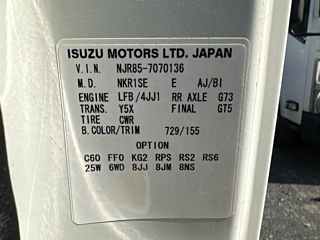 ISUZU MOTORS LTD. JAPAN
V.I.N. NJR85-7070136
M.D. NKR1SE E AJ/BI
ENGINE LFB/4JJ1 RR AXLE G73
TRANS. Y5X FINAL GT5
TIRE CWR
B.COLOR/TRIM 729/155
OPTION
C60 FF0 KG2 RPS RS2 RS6
25W 6WD 8JJ 8JM 8NS